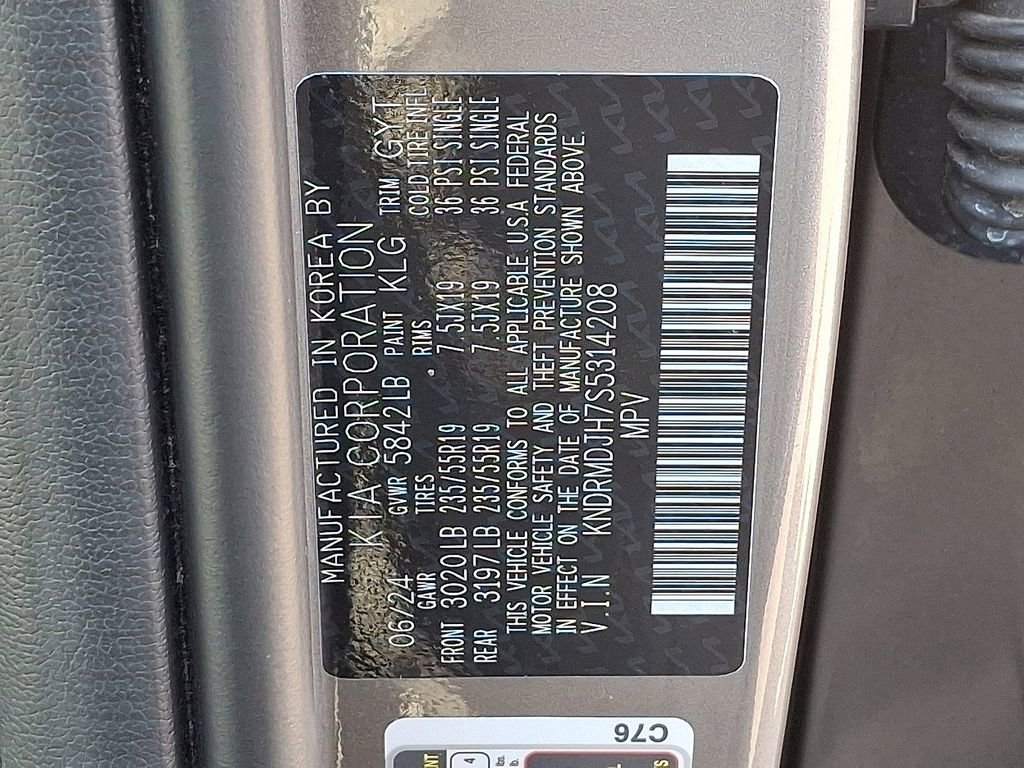 MANUFACTURED IN KOREA BY
KIA CORPORATION
06/24 GVWR 5842LB PAINT KLG TRIM GYT
GAWR TIRES RIMS COLD TIRE INFL
FRONT 3020LB 235/55R19 7.5JX19 36 PSI SINGLE
REAR 3197LB 235/55R19 7.5JX19 36 PSI SINGLE
THIS VEHICLE CONFORMS TO ALL APPLICABLE U.S.A FEDERAL
MOTOR VEHICLE SAFETY AND THEFT PREVENTION STANDARDS
IN EFFECT ON THE DATE OF MANUFACTURE SHOWN ABOVE.
V.I.N KNDRMDJH7S5314208
MPV
C76
4